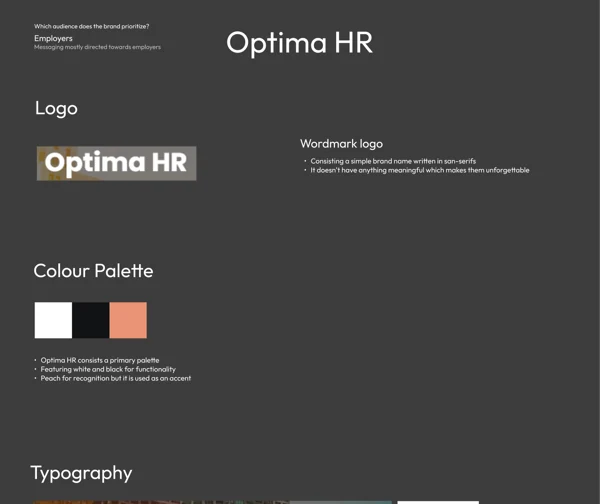 Which audience does the brand prioritize?
Employers
Messaging mostly directed towards employers
Optima HR
Logo
Optima HR
Wordmark logo
• Consisting a simple brand name written in san-serifs
• It doesn't have anything meaningful which makes them unforgettable
Colour Palette
• Optima HR consists a primary palette
• Featuring white and black for functionality
• Peach for recognition but it is used as an accent
Typography